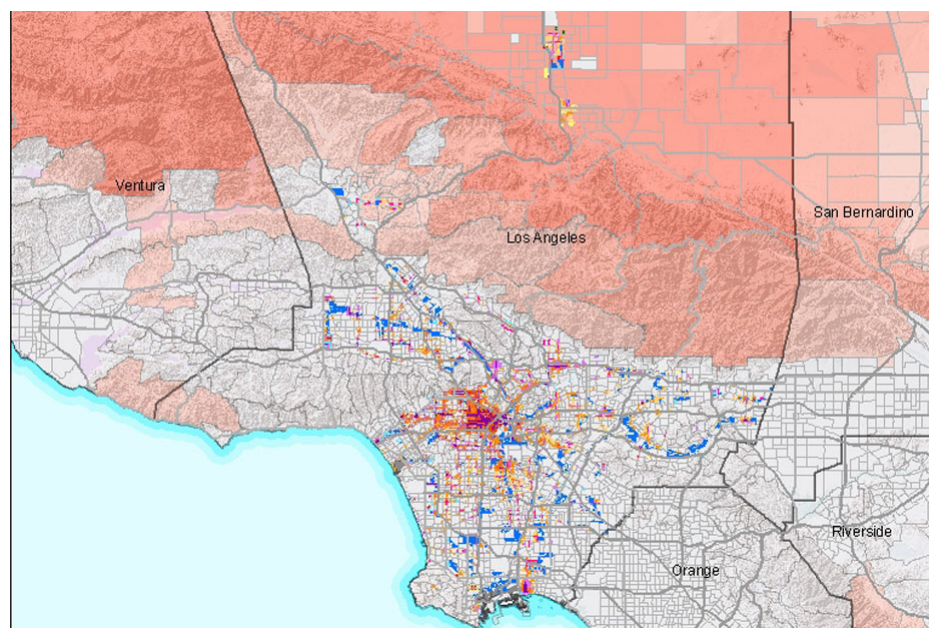 Ventura
San Bernardino
Los Angeles
Riverside
Orange